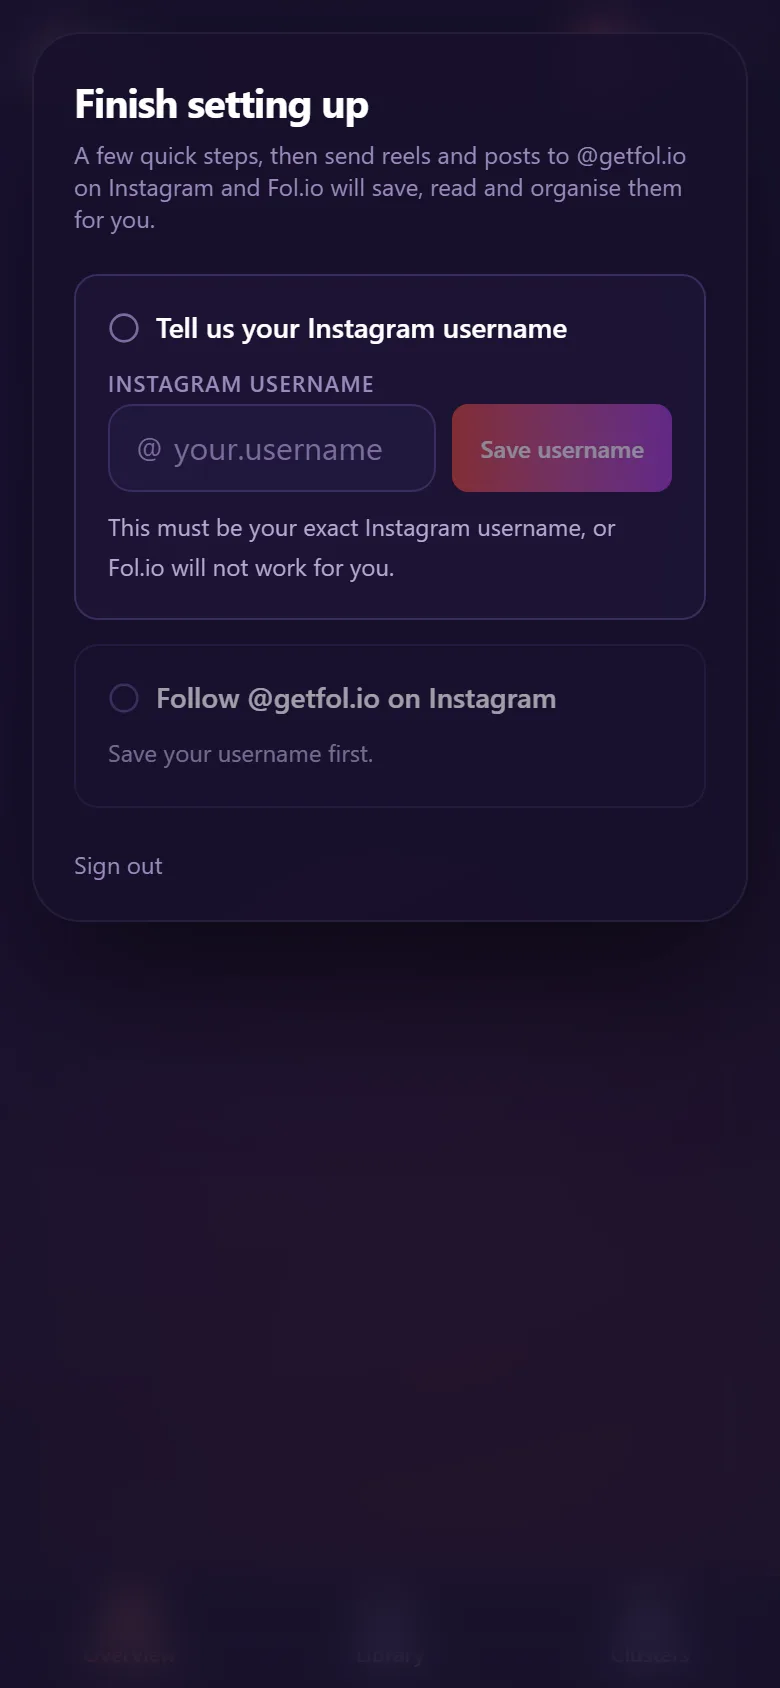 Finish setting up
A few quick steps, then send reels and posts to @getfol.io
on Instagram and Fol.io will save, read and organise them
for you.
Tell us your Instagram username
INSTAGRAM USERNAME
@ your.username
Save username
This must be your exact Instagram username, or
Fol.io will not work for you.
Follow @getfol.io on Instagram
Save your username first.
Sign out
Overview Library Clusters